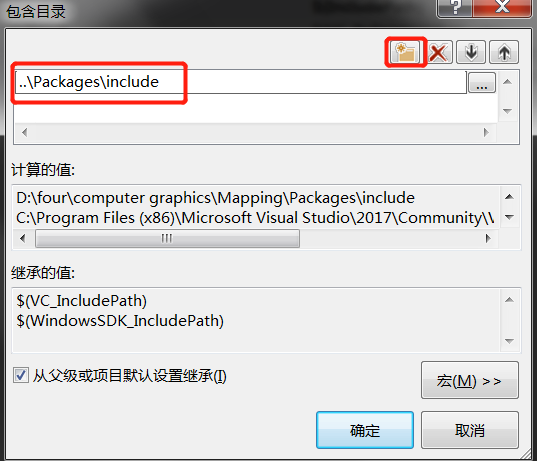 包含目录
..\Packages\include
...
计算的值:
D:\four\computer graphics\Mapping\Packages\include
C:\Program Files (x86)\Microsoft Visual Studio\2017\Community\
继承的值:
$(VC_IncludePath)
$(WindowsSDK_IncludePath)
从父级或项目默认设置继承(I)
宏(M) >>
确定
取消